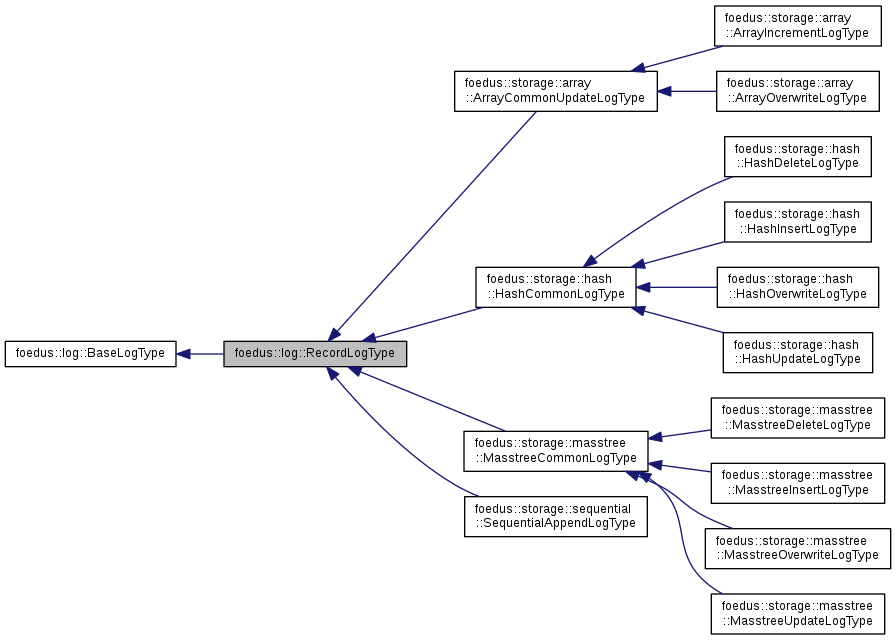 foedus::storage::array
::ArrayIncrementLogType
foedus::storage::array
::ArrayCommonUpdateLogType
foedus::storage::array
::ArrayOverwriteLogType
foedus::storage::hash
::HashDeleteLogType
foedus::storage::hash
::HashInsertLogType
foedus::storage::hash
::HashCommonLogType
foedus::storage::hash
::HashOverwriteLogType
foedus::storage::hash
::HashUpdateLogType
foedus::log::BaseLogType
foedus::log::RecordLogType
foedus::storage::masstree
::MasstreeDeleteLogType
foedus::storage::masstree
::MasstreeCommonLogType
foedus::storage::masstree
::MasstreeInsertLogType
foedus::storage::sequential
::SequentialAppendLogType
foedus::storage::masstree
::MasstreeOverwriteLogType
foedus::storage::masstree
::MasstreeUpdateLogType